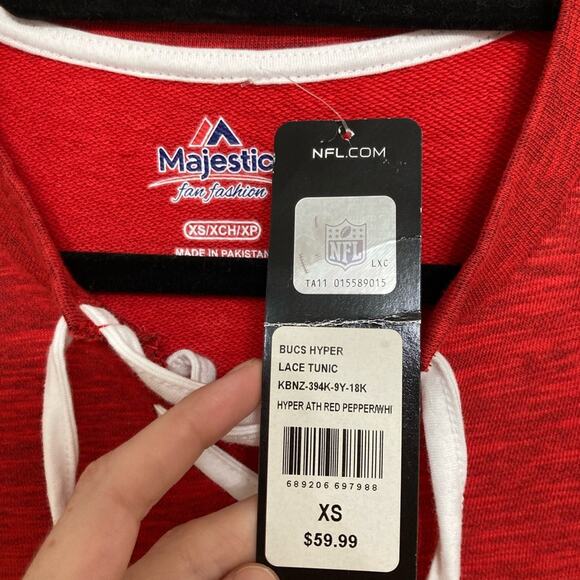 Majestic
fan fashion
XS/XCH/XP
MADE IN PAKISTAN
NFL.COM
NFL
LXC
TA11 015589015
BUCS HYPER
LACE TUNIC
KBNZ-394K-9Y-18K
HYPER ATH RED PEPPER/WHI
689206 697988
XS
$59.99